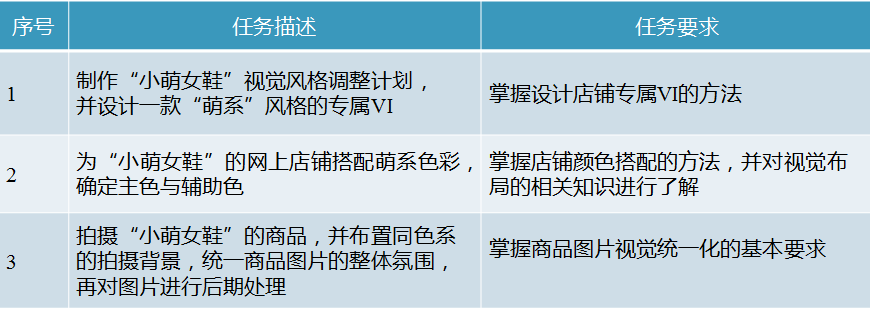 序号 任务描述 任务要求
1 制作“小萌女鞋”视觉风格调整计划，
并设计一款“萌系”风格的专属VI
掌握设计店铺专属VI的方法
2 为“小萌女鞋”的网上店铺搭配萌系色彩，
确定主色与辅助色
掌握店铺颜色搭配的方法，并对视觉布
局的相关知识进行了解
3 拍摄“小萌女鞋”的商品，并布置同色系
的拍摄背景，统一商品图片的整体氛围，
再对图片进行后期处理
掌握商品图片视觉统一化的基本要求